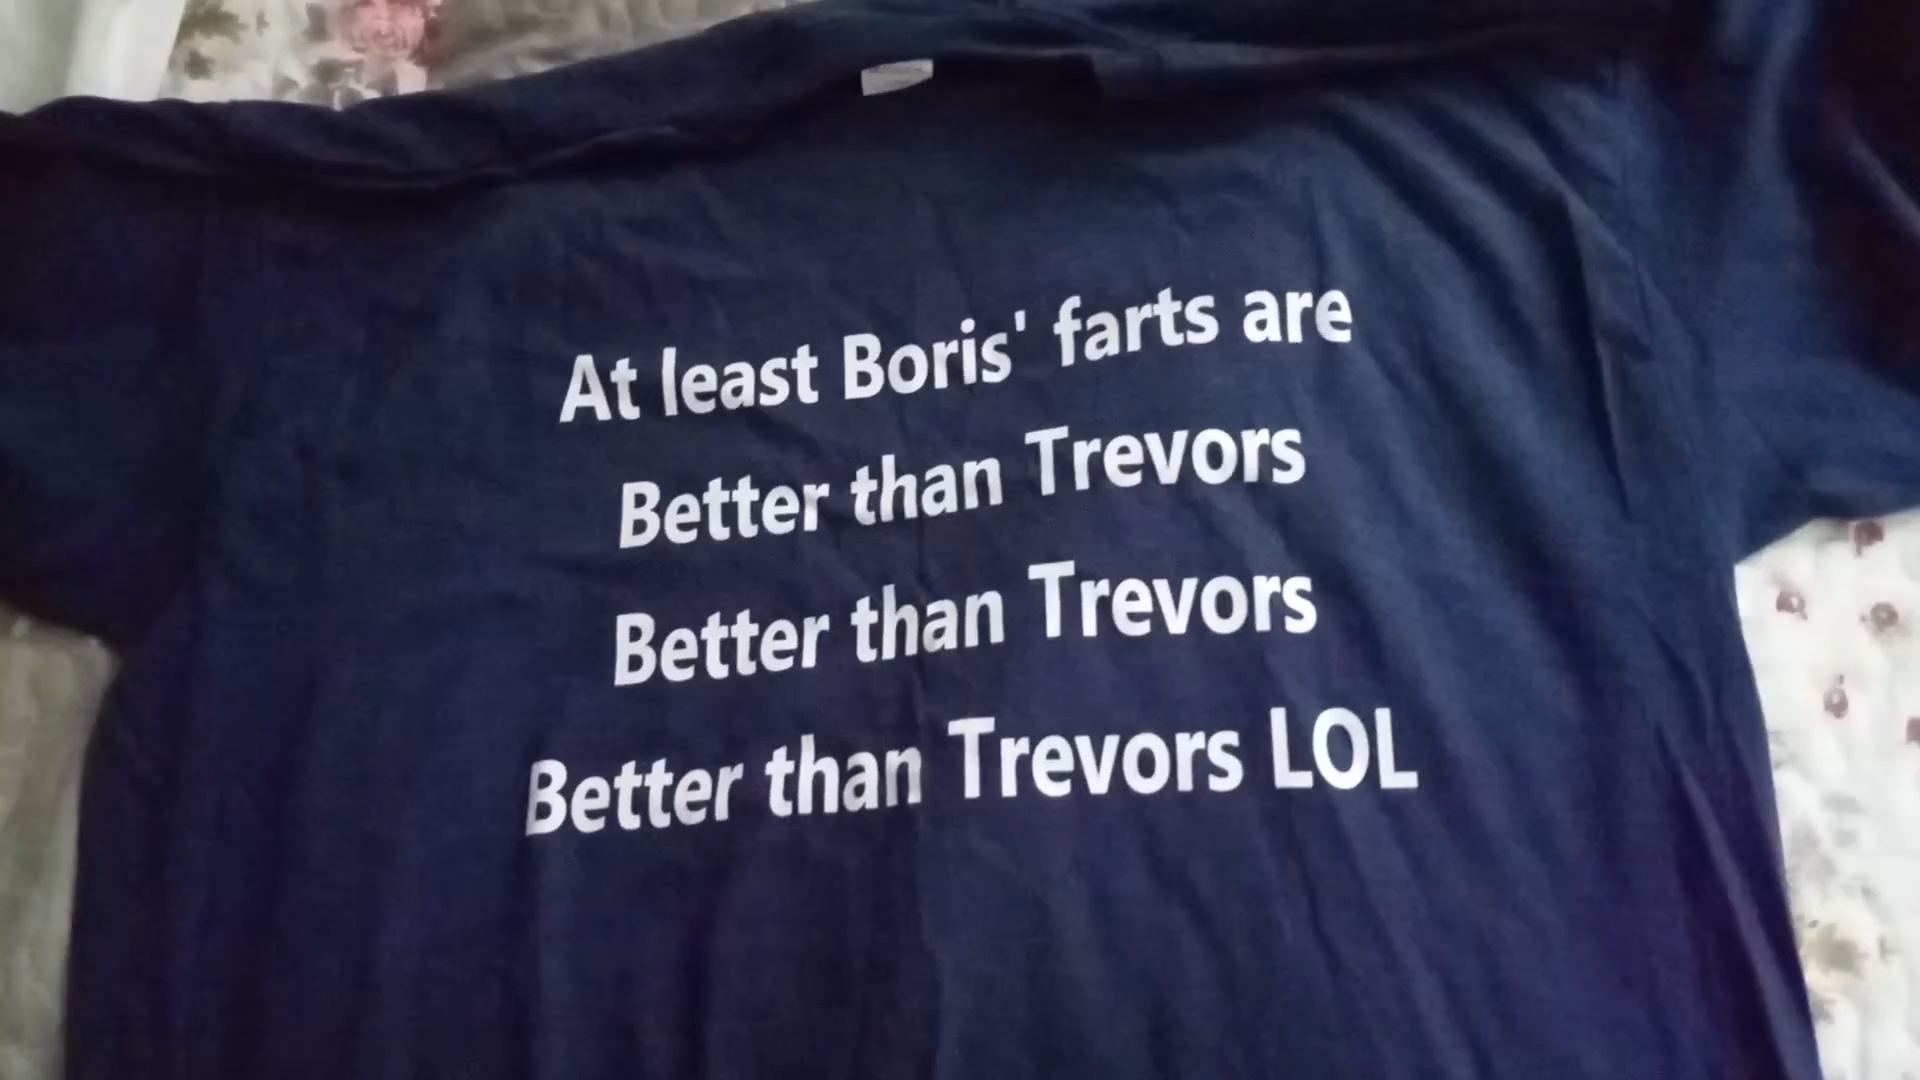 At least Boris' farts are
Better than Trevors
Better than Trevors
Better than Trevors LOL